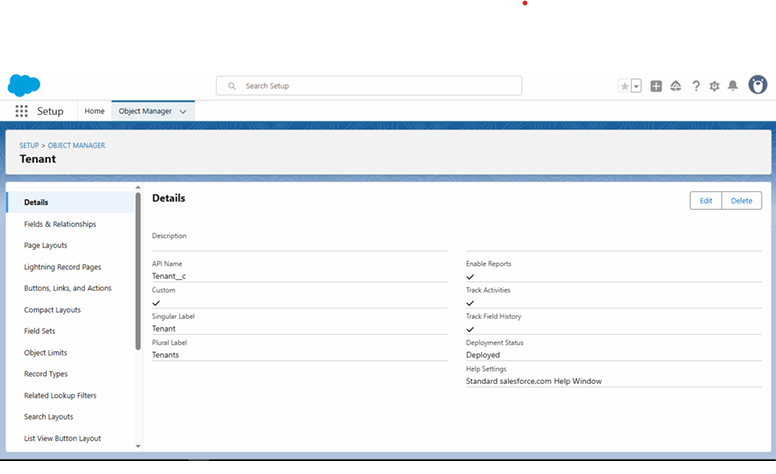 Search Setup
Setup
Home
Object Manager
SETUP > OBJECT MANAGER
Tenant
Details
Fields & Relationships
Page Layouts
Lightning Record Pages
Buttons, Links, and Actions
Compact Layouts
Field Sets
Object Limits
Record Types
Related Lookup Filters
Search Layouts
List View Button Layout
Details
Edit
Delete
Description
API Name
Tenant__c
Custom
Singular Label
Tenant
Plural Label
Tenants
Enable Reports
Track Activities
Track Field History
Deployment Status
Deployed
Help Settings
Standard salesforce.com Help Window